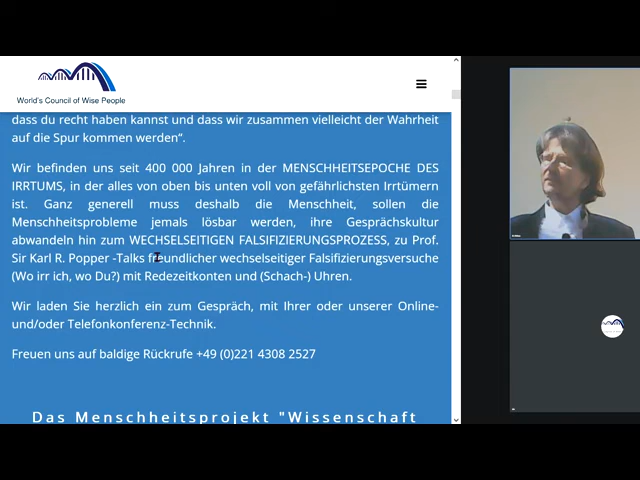 World's Council of Wise People
dass du recht haben kannst und dass wir zusammen vielleicht der Wahrheit
auf die Spur kommen werden“.
Wir befinden uns seit 400 000 Jahren in der MENSCHHEITSEPOCHE DES
IRRTUMS, in der alles von oben bis unten voll von gefährlichsten Irrtümern
ist. Ganz generell muss deshalb die Menschheit, sollen die
Menschheitsprobleme jemals lösbar werden, ihre Gesprächskultur
abwandeln hin zum WECHSELSEITIGEN FALSIFIZIERUNGSPROZESS, zu Prof.
Sir Karl R. Popper -Talks freundlicher wechselseitiger Falsifizierungsversuche
(Wo irr ich, wo Du?) mit Redezeitkonten und (Schach-) Uhren.
Wir laden Sie herzlich ein zum Gespräch, mit Ihrer oder unserer Online-
und/oder Telefonkonferenz-Technik.
Freuen uns auf baldige Rückrufe +49 (0)221 4308 2527
Das Menschheitsprojekt "Wissenschaft